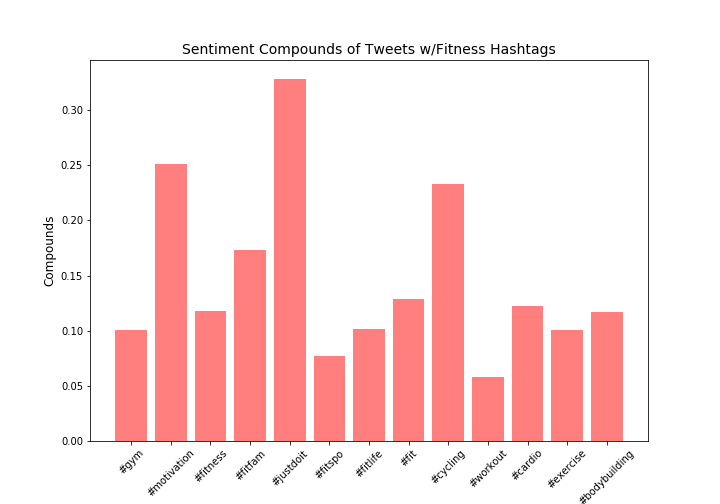 Sentiment Compounds of Tweets w/Fitness Hashtags
Compounds
0.30
0.25
0.20
0.15
0.10
0.05
0.00
#gym
#motivation
#fitness
#fitfam
#justdoit
#fitspo
#fitlife
#fit
#cycling
#workout
#cardio
#exercise
#bodybuilding